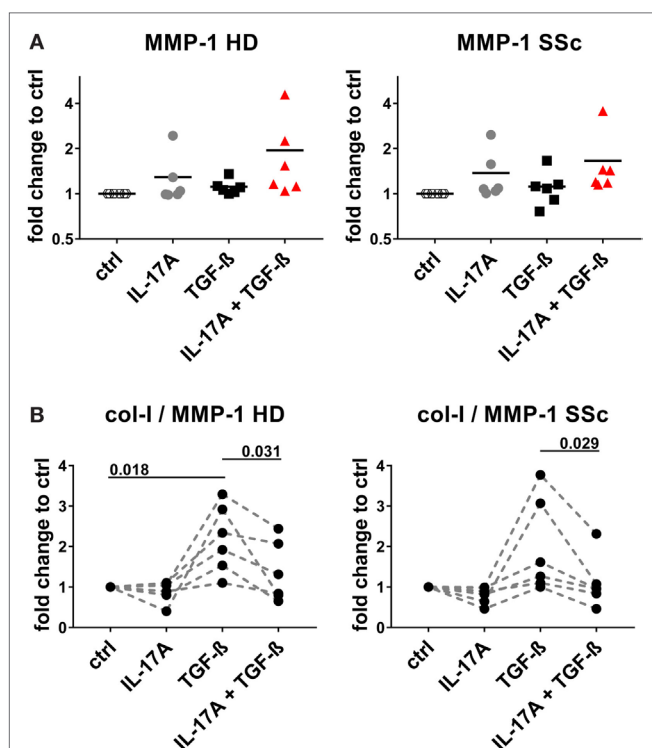 A
MMP-1 HD
MMP-1 SSc
fold change to ctrl
4
2
1
0.5
ctrl
IL-17A
TGF-ß
IL-17A + TGF-ß
fold change to ctrl
4
2
1
0.5
ctrl
IL-17A
TGF-ß
IL-17A + TGF-ß
B
col-I / MMP-1 HD
col-I / MMP-1 SSc
fold change to ctrl
4
3
2
1
0
0.018
0.031
ctrl
IL-17A
TGF-ß
IL-17A + TGF-ß
fold change to ctrl
4
3
2
1
0
0.029
ctrl
IL-17A
TGF-ß
IL-17A + TGF-ß